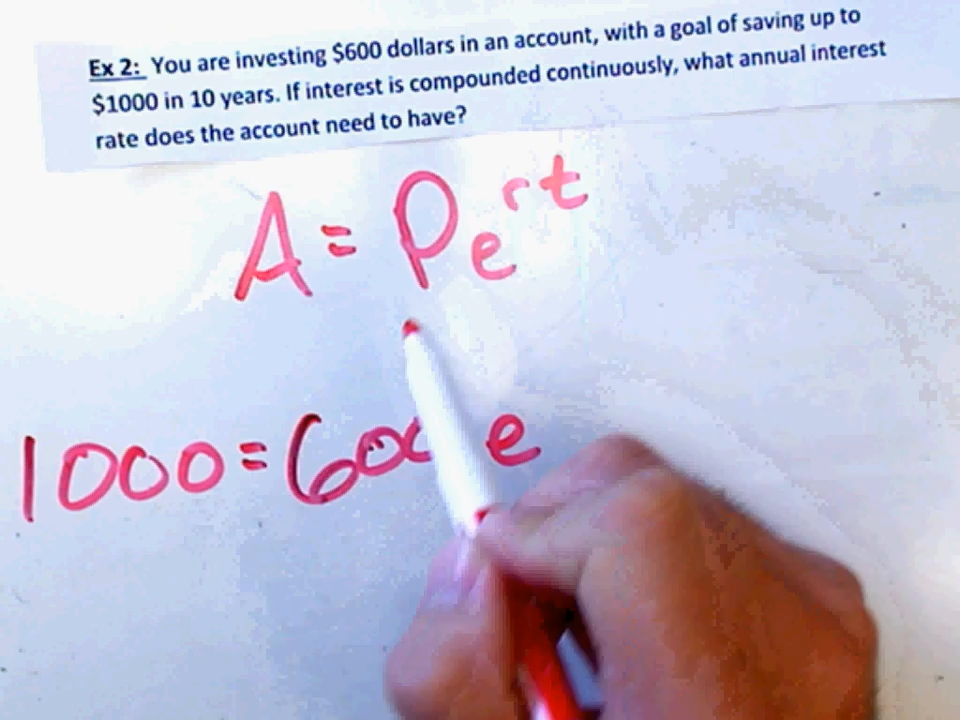 Ex 2: You are investing $600 dollars in an account, with a goal of saving up to
$1000 in 10 years. If interest is compounded continuously, what annual interest
rate does the account need to have?
A = Pe^rt
1000 = 600 e